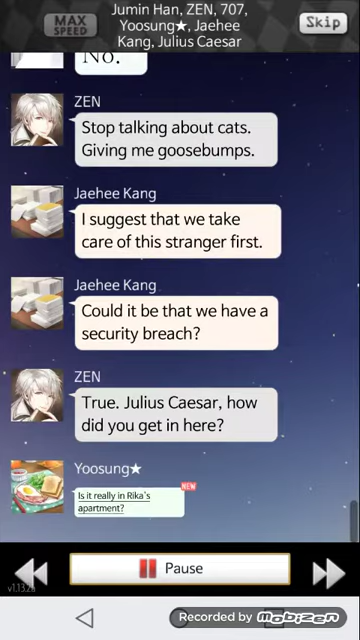 Jumin Han, ZEN, 707,
MAX
SPEED
Yoosung★, Jaehee
Kang, Julius Caesar
Skip
No.
ZEN
Stop talking about cats.
Giving me goosebumps.
Jaehee Kang
I suggest that we take
care of this stranger first.
Jaehee Kang
Could it be that we have a
security breach?
ZEN
True. Julius Caesar, how
did you get in here?
Yoosung★
NEW
Is it really in Rika's
apartment?
Pause
Recorded by Mobizen